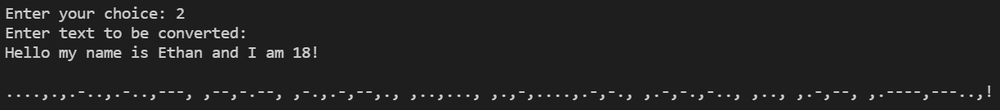 Enter your choice: 2
Enter text to be converted:
Hello my name is Ethan and I am 18!
....,.,.-..,.-..,---, ,--,-.--, ,-.,.-,--,., ,..,..., ,.,-,....,.-,-., ,.-,-.,-.., ,.., ,.-,--, ,.----,---..,!